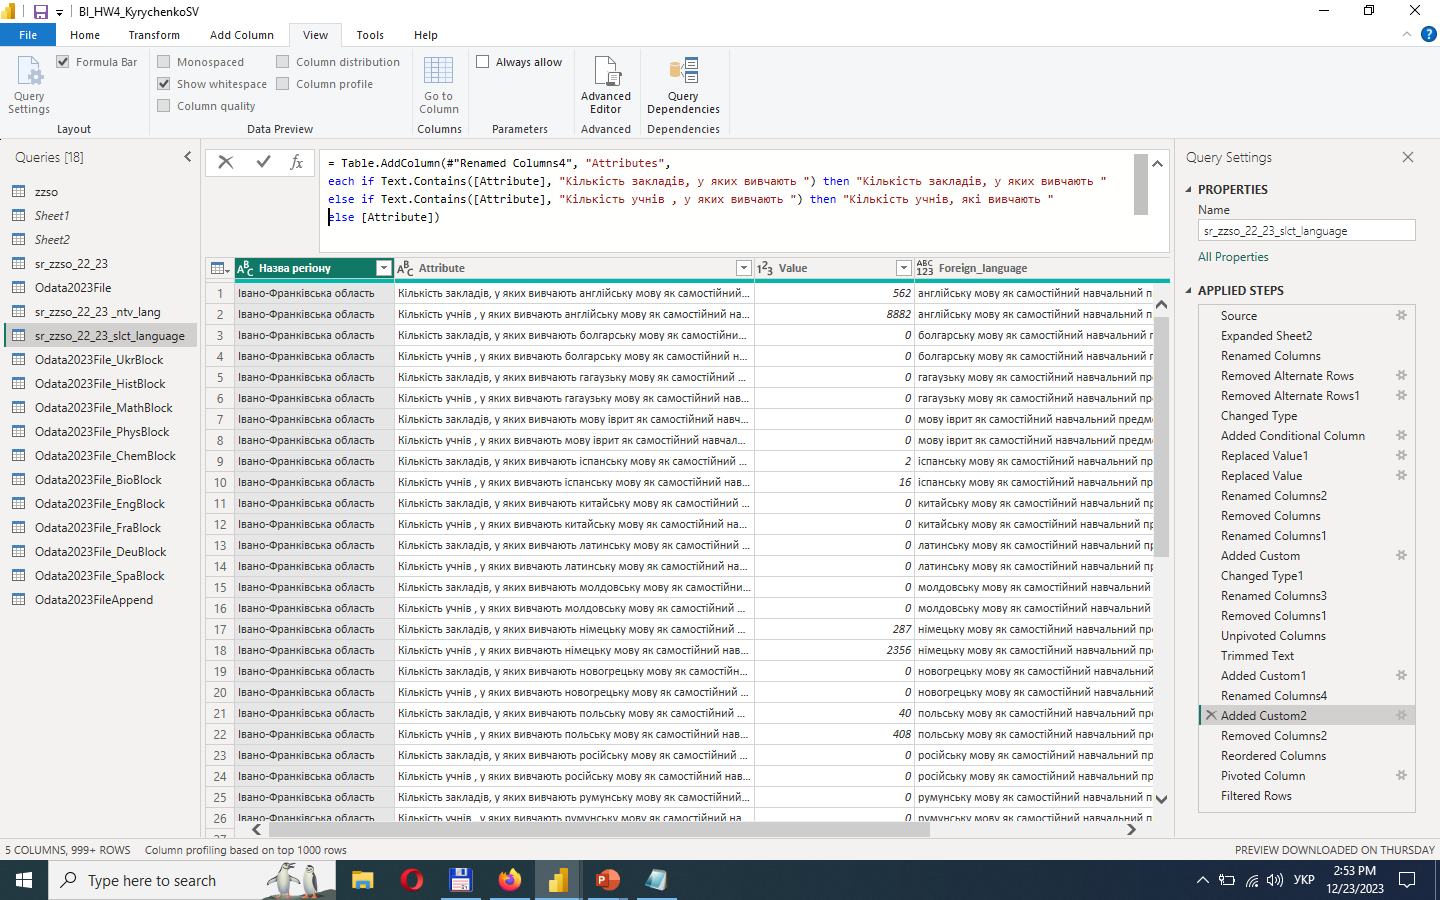 BI_HW4_KyrychenkoSV
File Home Transform Add Column View Tools Help
Query Settings
Formula Bar
Layout
Monospaced
Show whitespace
Column quality
Column distribution
Column profile
Data Preview
Go to Column
Columns
Always allow
Parameters
Advanced Editor
Advanced
Query Dependencies
Dependencies
Queries [18]
zzso
Sheet1
Sheet2
sr_zzso_22_23
Odata2023File
sr_zzso_22_23 _ntv_lang
sr_zzso_22_23_slct_language
Odata2023File_UkrBlock
Odata2023File_HistBlock
Odata2023File_MathBlock
Odata2023File_PhysBlock
Odata2023File_ChemBlock
Odata2023File_BioBlock
Odata2023File_EngBlock
Odata2023File_FraBlock
Odata2023File_DeuBlock
Odata2023File_SpaBlock
Odata2023FileAppend
fx
= Table.AddColumn(#"Renamed Columns4", "Attributes",
each if Text.Contains([Attribute], "Кількість закладів, у яких вивчають ") then "Кількість закладів, у яких вивчають "
else if Text.Contains([Attribute], "Кількість учнів , у яких вивчають ") then "Кількість учнів, які вивчають "
else [Attribute])
ABC Назва регіону ABC Attribute 123 Value ABC 123 Foreign_language
1 Івано-Франківська область Кількість закладів, у яких вивчають англійську мову як самостійний... 562 англійську мову як самостійний навчальний п
2 Івано-Франківська область Кількість учнів , у яких вивчають англійську мову як самостійний на... 8882 англійську мову як самостійний навчальний п
3 Івано-Франківська область Кількість закладів, у яких вивчають болгарську мову як самостійни... 0 болгарську мову як самостійний навчальний г
4 Івано-Франківська область Кількість учнів , у яких вивчають болгарську мову як самостійний н... 0 болгарську мову як самостійний навчальний г
5 Івано-Франківська область Кількість закладів, у яких вивчають гагаузьку мову як самостійний ... 0 гагаузьку мову як самостійний навчальний пре
6 Івано-Франківська область Кількість учнів , у яких вивчають гагаузьку мову як самостійний нав... 0 гагаузьку мову як самостійний навчальний пре
7 Івано-Франківська область Кількість закладів, у яких вивчають мову іврит як самостійний навч... 0 мову іврит як самостійний навчальний предме
8 Івано-Франківська область Кількість учнів , у яких вивчають мову іврит як самостійний навчал... 0 мову іврит як самостійний навчальний предме
9 Івано-Франківська область Кількість закладів, у яких вивчають іспанську мову як самостійний ... 2 іспанську мову як самостійний навчальний пр
10 Івано-Франківська область Кількість учнів , у яких вивчають іспанську мову як самостійний нав... 16 іспанську мову як самостійний навчальний пр
11 Івано-Франківська область Кількість закладів, у яких вивчають китайську мову як самостійний ... 0 китайську мову як самостійний навчальний пр
12 Івано-Франківська область Кількість учнів , у яких вивчають китайську мову як самостійний на... 0 китайську мову як самостійний навчальний пр
13 Івано-Франківська область Кількість закладів, у яких вивчають латинську мову як самостійний ... 0 латинську мову як самостійний навчальний пр
14 Івано-Франківська область Кількість учнів , у яких вивчають латинську мову як самостійний на... 0 латинську мову як самостійний навчальний пр
15 Івано-Франківська область Кількість закладів, у яких вивчають молдовську мову як самостійни... 0 молдовську мову як самостійний навчальний
16 Івано-Франківська область Кількість учнів , у яких вивчають молдовську мову як самостійний ... 0 молдовську мову як самостійний навчальний
17 Івано-Франківська область Кількість закладів, у яких вивчають німецьку мову як самостійний ... 287 німецьку мову як самостійний навчальний пре
18 Івано-Франківська область Кількість учнів , у яких вивчають німецьку мову як самостійний нав... 2356 німецьку мову як самостійний навчальний пре
19 Івано-Франківська область Кількість закладів, у яких вивчають новогрецьку мову як самостійн... 0 новогрецьку мову як самостійний навчальний
20 Івано-Франківська область Кількість учнів , у яких вивчають новогрецьку мову як самостійний ... 0 новогрецьку мову як самостійний навчальний
21 Івано-Франківська область Кількість закладів, у яких вивчають польську мову як самостійний ... 40 польську мову як самостійний навчальний пре
22 Івано-Франківська область Кількість учнів , у яких вивчають польську мову як самостійний нав... 408 польську мову як самостійний навчальний пре
23 Івано-Франківська область Кількість закладів, у яких вивчають російську мову як самостійний ... 0 російську мову як самостійний навчальний пр
24 Івано-Франківська область Кількість учнів , у яких вивчають російську мову як самостійний нав... 0 російську мову як самостійний навчальний пр
25 Івано-Франківська область Кількість закладів, у яких вивчають румунську мову як самостійний... 0 румунську мову як самостійний навчальний п
26 Івано-Франківська область Кількість учнів , у яких вивчають румунську мову як самостійний на 0 румунську мову як самостійний навчальний п
Query Settings
PROPERTIES
Name
sr_zzso_22_23_slct_language
All Properties
APPLIED STEPS
Source
Expanded Sheet2
Renamed Columns
Removed Alternate Rows
Removed Alternate Rows1
Changed Type
Added Conditional Column
Replaced Value1
Replaced Value
Renamed Columns2
Removed Columns
Renamed Columns1
Added Custom
Changed Type1
Renamed Columns3
Removed Columns1
Unpivoted Columns
Trimmed Text
Added Custom1
Renamed Columns4
Added Custom2
Removed Columns2
Reordered Columns
Pivoted Column
Filtered Rows
5 COLUMNS, 999+ ROWS Column profiling based on top 1000 rows PREVIEW DOWNLOADED ON THURSDAY
Type here to search
УКР
2:53 PM
12/23/2023